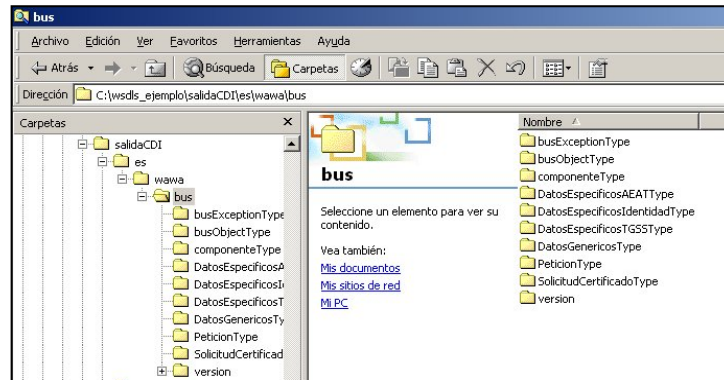 bus
Archivo Edición Ver Favoritos Herramientas Ayuda
Atrás Búsqueda Carpetas
Dirección C:\wsdls_ejemplo\salidaCDI\es\wawa\bus
Carpetas
salidaCDI
es
wawa
bus
busExceptionType
busObjectType
componenteType
DatosEspecificosA
DatosEspecificosI
DatosEspecificosT
DatosGenericosTy
PeticionType
SolicitudCertificad
version
bus
Seleccione un elemento para ver su
contenido.
Vea también:
Mis documentos
Mis sitios de red
Mi PC
Nombre
busExceptionType
busObjectType
componenteType
DatosEspecificosAEATType
DatosEspecificosIdentidadType
DatosEspecificosTGSSType
DatosGenericosType
PeticionType
SolicitudCertificadoType
version